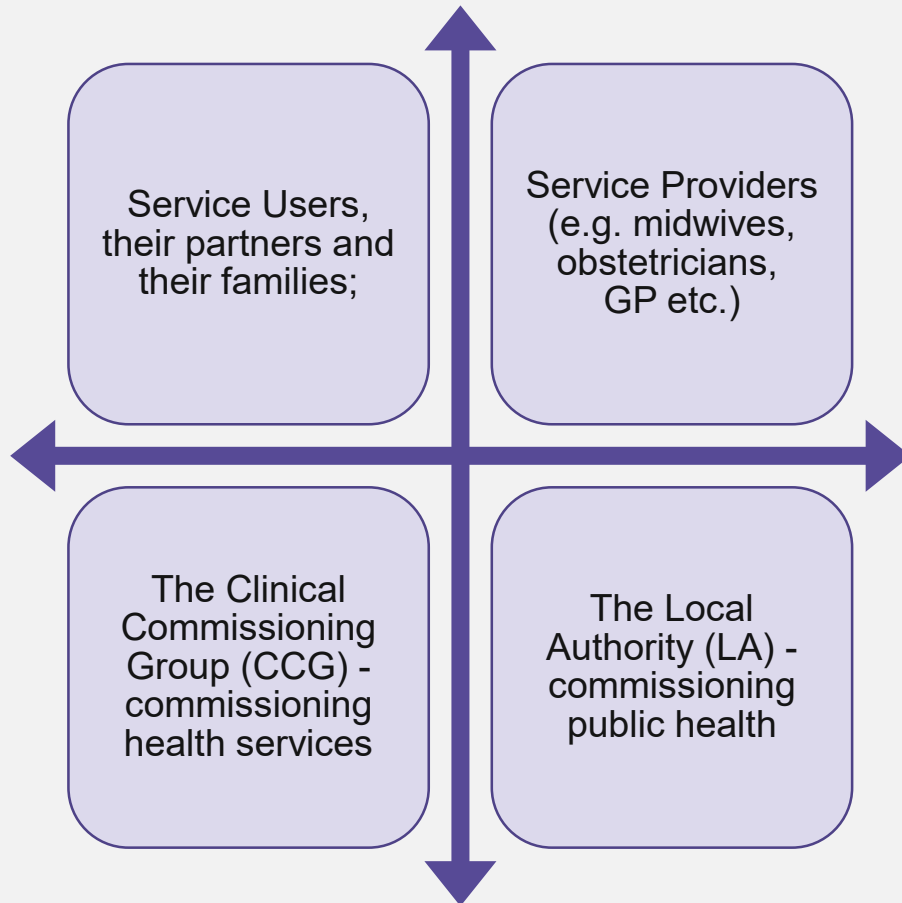 Service Users,
their partners and
their families;
Service Providers
(e.g. midwives,
obstetricians,
GP etc.)
The Clinical
Commissioning
Group (CCG) -
commissioning
health services
The Local
Authority (LA) -
commissioning
public health